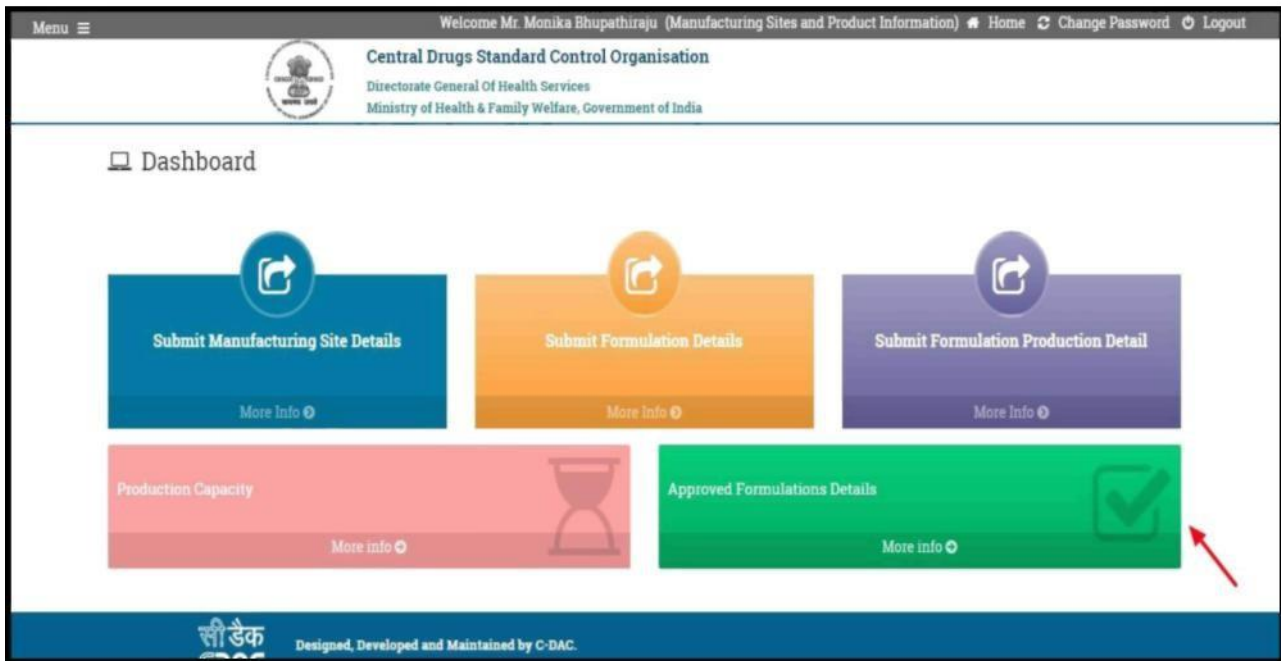 Menu
Welcome Mr. Monika Bhupathiraju (Manufacturing Sites and Product Information) Home Change Password Logout
Central Drugs Standard Control Organisation
Directorate General Of Health Services
Ministry of Health & Family Welfare, Government of India
Dashboard
Submit Manufacturing Site Details
More Info
Submit Formulation Details
More Info
Submit Formulation Production Detail
More Info
Production Capacity
More info
Approved Formulations Details
More info
सी डैक
Designed, Developed and Maintained by C-DAC.